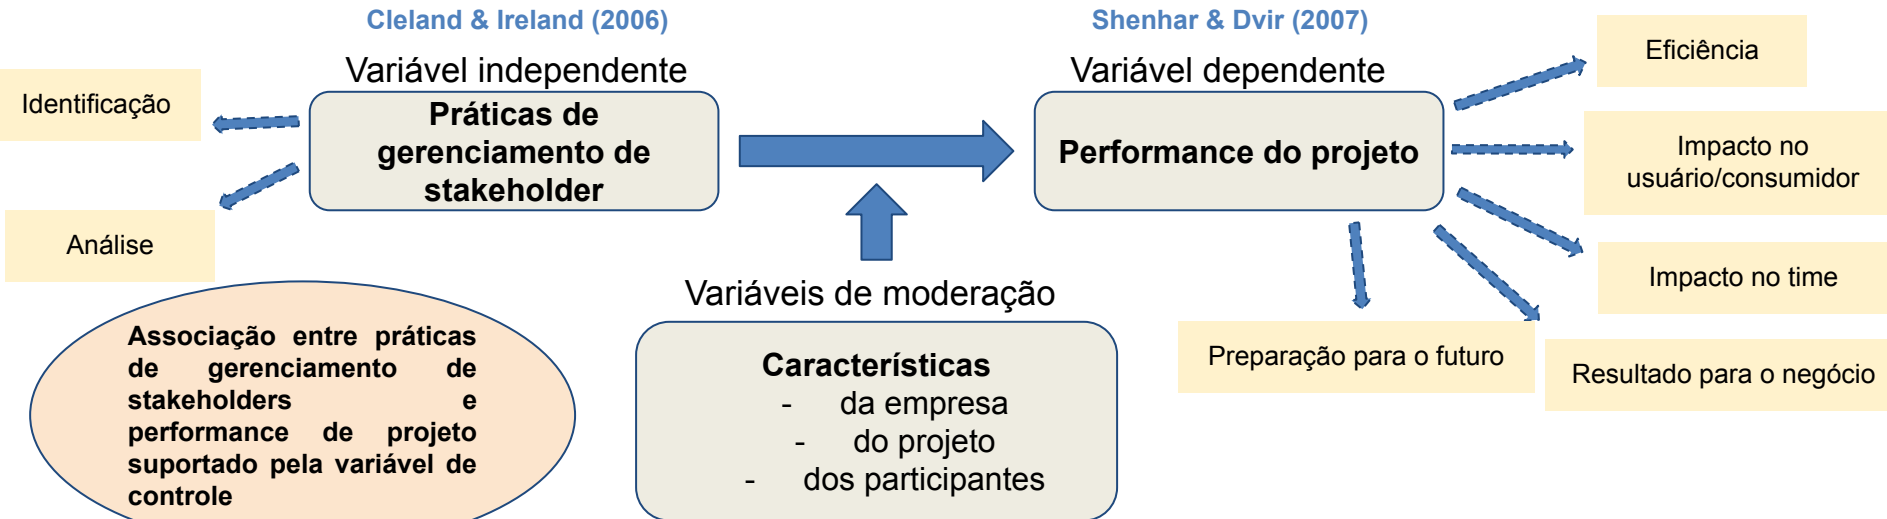 Cleland & Ireland (2006)
Variável independente
Práticas de
gerenciamento de
stakeholder
Identificação
Análise
Shenhar & Dvir (2007)
Variável dependente
Performance do projeto
Eficiência
Impacto no
usuário/consumidor
Impacto no time
Resultado para o negócio
Preparação para o futuro
Variáveis de moderação
Características
- da empresa
- do projeto
- dos participantes
Associação entre práticas
de gerenciamento de
stakeholders e
performance de projeto
suportado pela variável de
controle